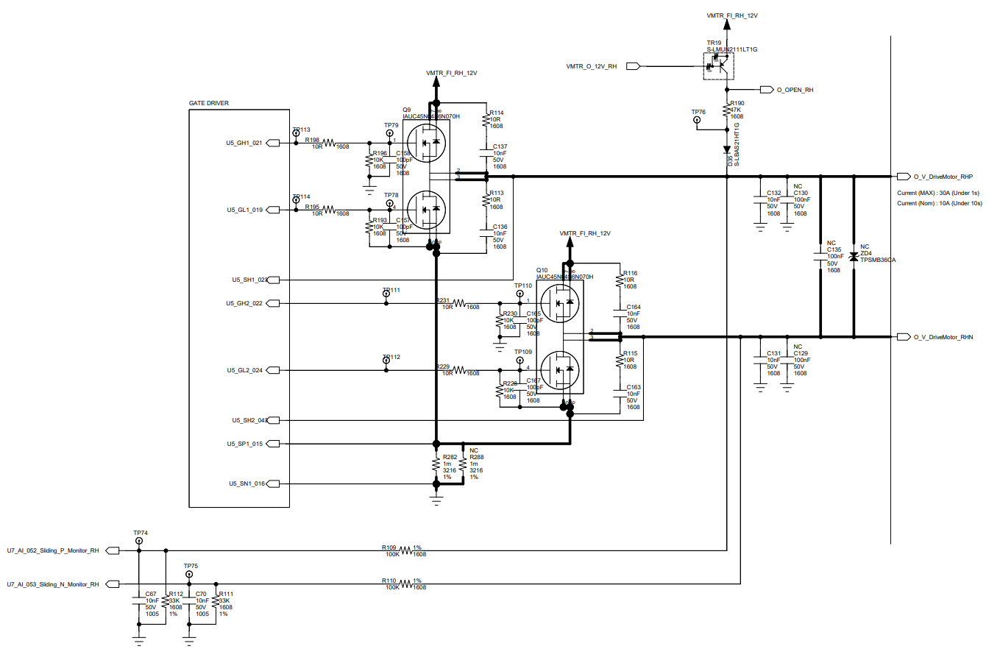 VMTR_FI_RH_12V
TR19
S-LMUN2111LT1G
VMTR_O_12V_RH
O_OPEN_RH
R190
47K
1608
TP76
D35
S-LBAS21HT1G
VMTR_FI_RH_12V
GATE DRIVER
Q9
R114
10R
1608
TP113
TP79
U5_GH1_021
R198
10R
1608
1
R196
10K
1608
C158
100pF
50V
1608
C137
10nF
50V
1608
2
3
O_V_DriveMotor_RHP
Current (MAX) : 30A (Under 1s)
Current (Nom) : 10A (Under 10s)
TP114
TP78
U5_GL1_019
R195
10R
1608
4
R193
10K
1608
C157
100pF
50V
1608
R113
10R
1608
C136
10nF
50V
1608
C132
10nF
50V
1608
NC
C130
100nF
50V
1608
VMTR_FI_RH_12V
NC
C135
100nF
50V
1608
NC
ZD4
TPSMB36CA
Q10
U5_SH1_023
R116
10R
1608
TP111
TP110
U5_GH2_022
R231
10R
1608
1
R230
10K
1608
C165
100pF
50V
1608
C164
10nF
50V
1608
2
3
O_V_DriveMotor_RHN
TP112
TP109
U5_GL2_024
R229
10R
1608
4
R228
10K
1608
C167
100pF
50V
1608
R115
10R
1608
C163
10nF
50V
1608
C131
10nF
50V
1608
NC
C129
100nF
50V
1608
U5_SH2_043
U5_SP1_015
R282
1m
3216
1%
NC
R288
1m
3216
1%
U5_SN1_016
TP74
U7_AI_052_Sliding_P_Monitor_RH
R109
100K
1%
1608
TP75
U7_AI_053_Sliding_N_Monitor_RH
R110
100K
1%
1608
C67
10nF
50V
1005
R112
33K
1608
1%
C70
10nF
50V
1005
R111
33K
1608
1%